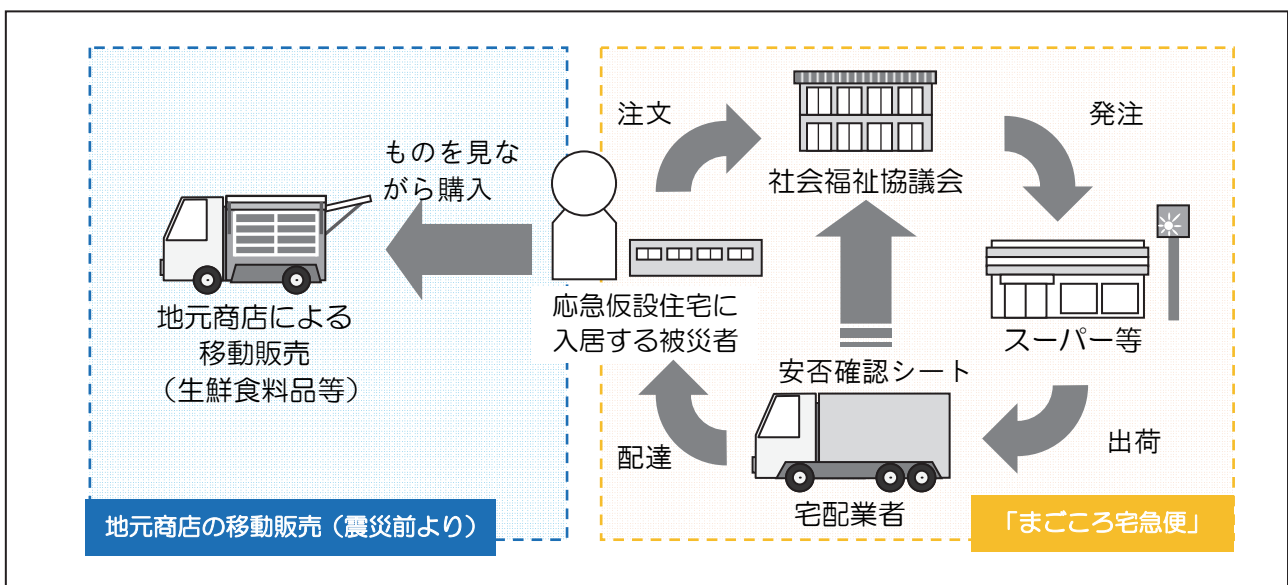 ものを見な
がら購入
地元商店による
移動販売
（生鮮食料品等）
地元商店の移動販売（震災前より）
注文
社会福祉協議会
発注
応急仮設住宅に
入居する被災者
スーパー等
安否確認シート
配達
出荷
宅配業者
「まごころ宅急便」